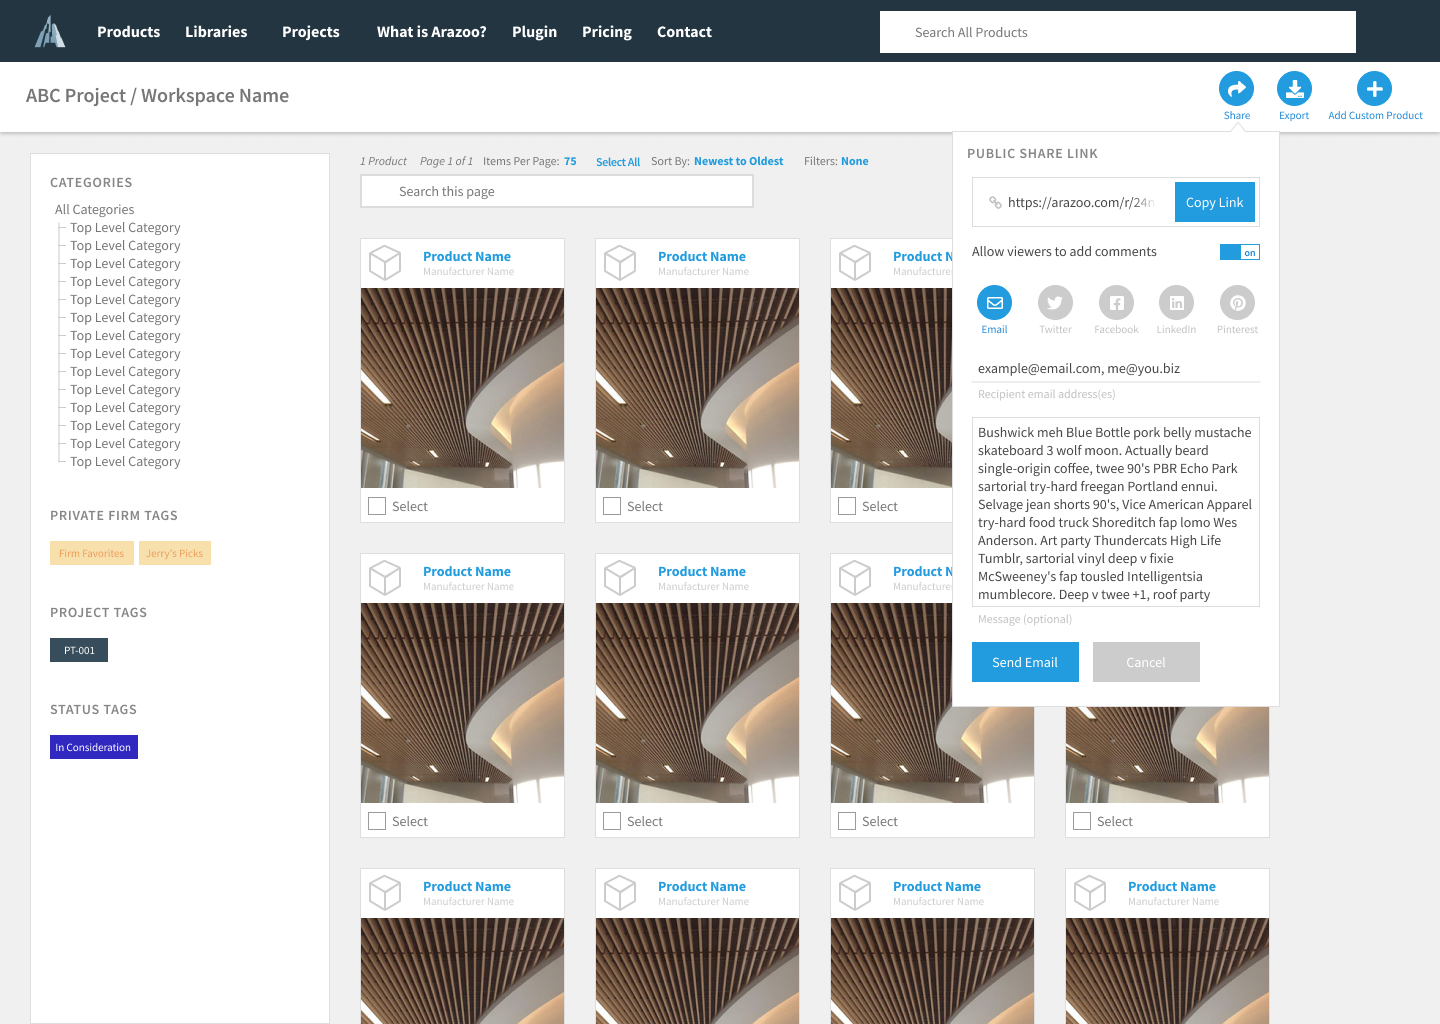 Products Libraries Projects What is Arazoo? Plugin Pricing Contact Search All Products
ABC Project / Workspace Name
Share Export Add Custom Product
CATEGORIES
All Categories
Top Level Category
Top Level Category
Top Level Category
Top Level Category
Top Level Category
Top Level Category
Top Level Category
Top Level Category
Top Level Category
Top Level Category
Top Level Category
Top Level Category
Top Level Category
Top Level Category
PRIVATE FIRM TAGS
Firm Favorites Jerry's Picks
PROJECT TAGS
PT-001
STATUS TAGS
In Consideration
1 Product Page 1 of 1 Items Per Page: 75 Select All Sort By: Newest to Oldest Filters: None
Search this page
Product Name Product Name Product N
Manufacturer Name Manufacturer Name Manufacture
Select Select Select
Product Name Product Name Product N
Manufacturer Name Manufacturer Name Manufacture
Select Select Select Select
Product Name Product Name Product Name Product Name
Manufacturer Name Manufacturer Name Manufacturer Name Manufacturer Name
PUBLIC SHARE LINK
https://arazoo.com/r/24n Copy Link
Allow viewers to add comments on
Email Twitter Facebook LinkedIn Pinterest
example@email.com, me@you.biz
Recipient email address(es)
Bushwick meh Blue Bottle pork belly mustache
skateboard 3 wolf moon. Actually beard
single-origin coffee, twee 90's PBR Echo Park
sartorial try-hard freegan Portland ennui.
Selvage jean shorts 90's, Vice American Apparel
try-hard food truck Shoreditch fap lomo Wes
Anderson. Art party Thundercats High Life
Tumblr, sartorial vinyl deep v fixie
McSweeney's fap tousled Intelligentsia
mumblecore. Deep v twee +1, roof party
Message (optional)
Send Email Cancel